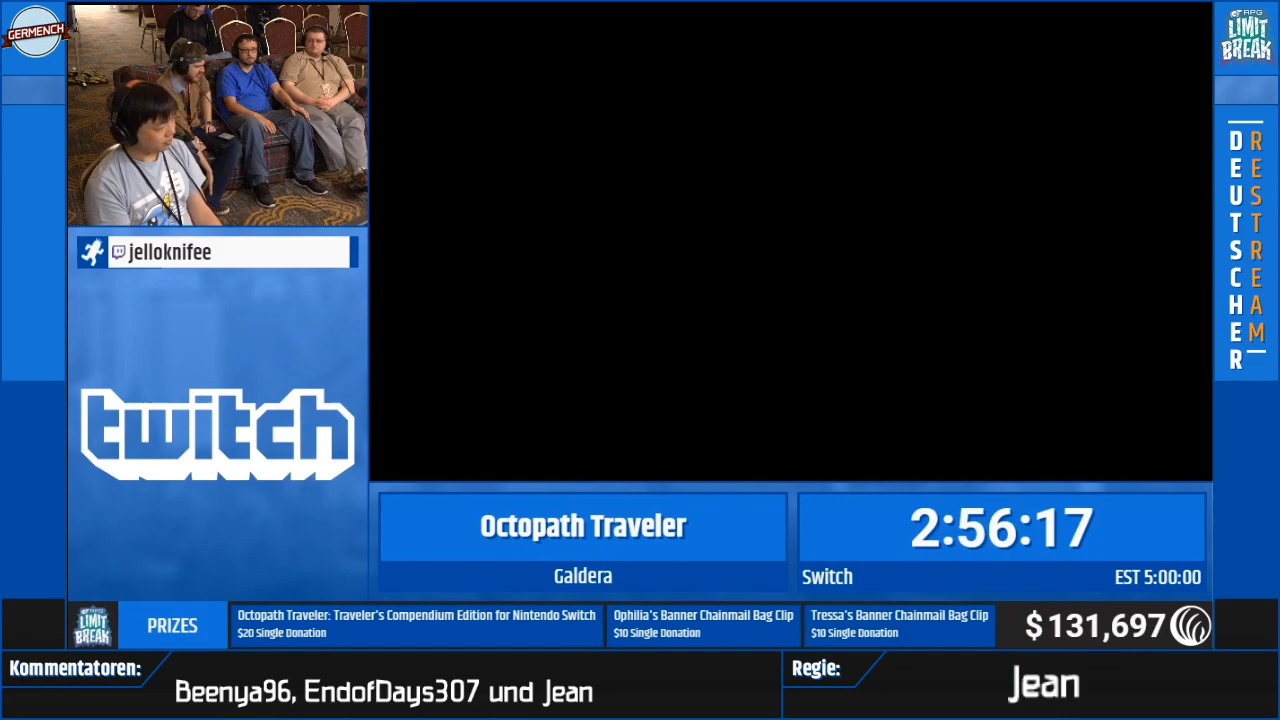 GERMENCH
RPG
LIMIT
BREAK
DEUTSCHER
RESTREAM
jelloknifee
twitch
Octopath Traveler
2:56:17
Galdera
Switch
EST 5:00:00
RPG
LIMIT
BREAK
PRIZES
Octopath Traveler: Traveler's Compendium Edition for Nintendo Switch
$20 Single Donation
Ophilia's Banner Chainmail Bag Clip
$10 Single Donation
Tressa's Banner Chainmail Bag Clip
$10 Single Donation
$131,697
Kommentatoren:
Beenya96, EndofDays307 und Jean
Regie:
Jean